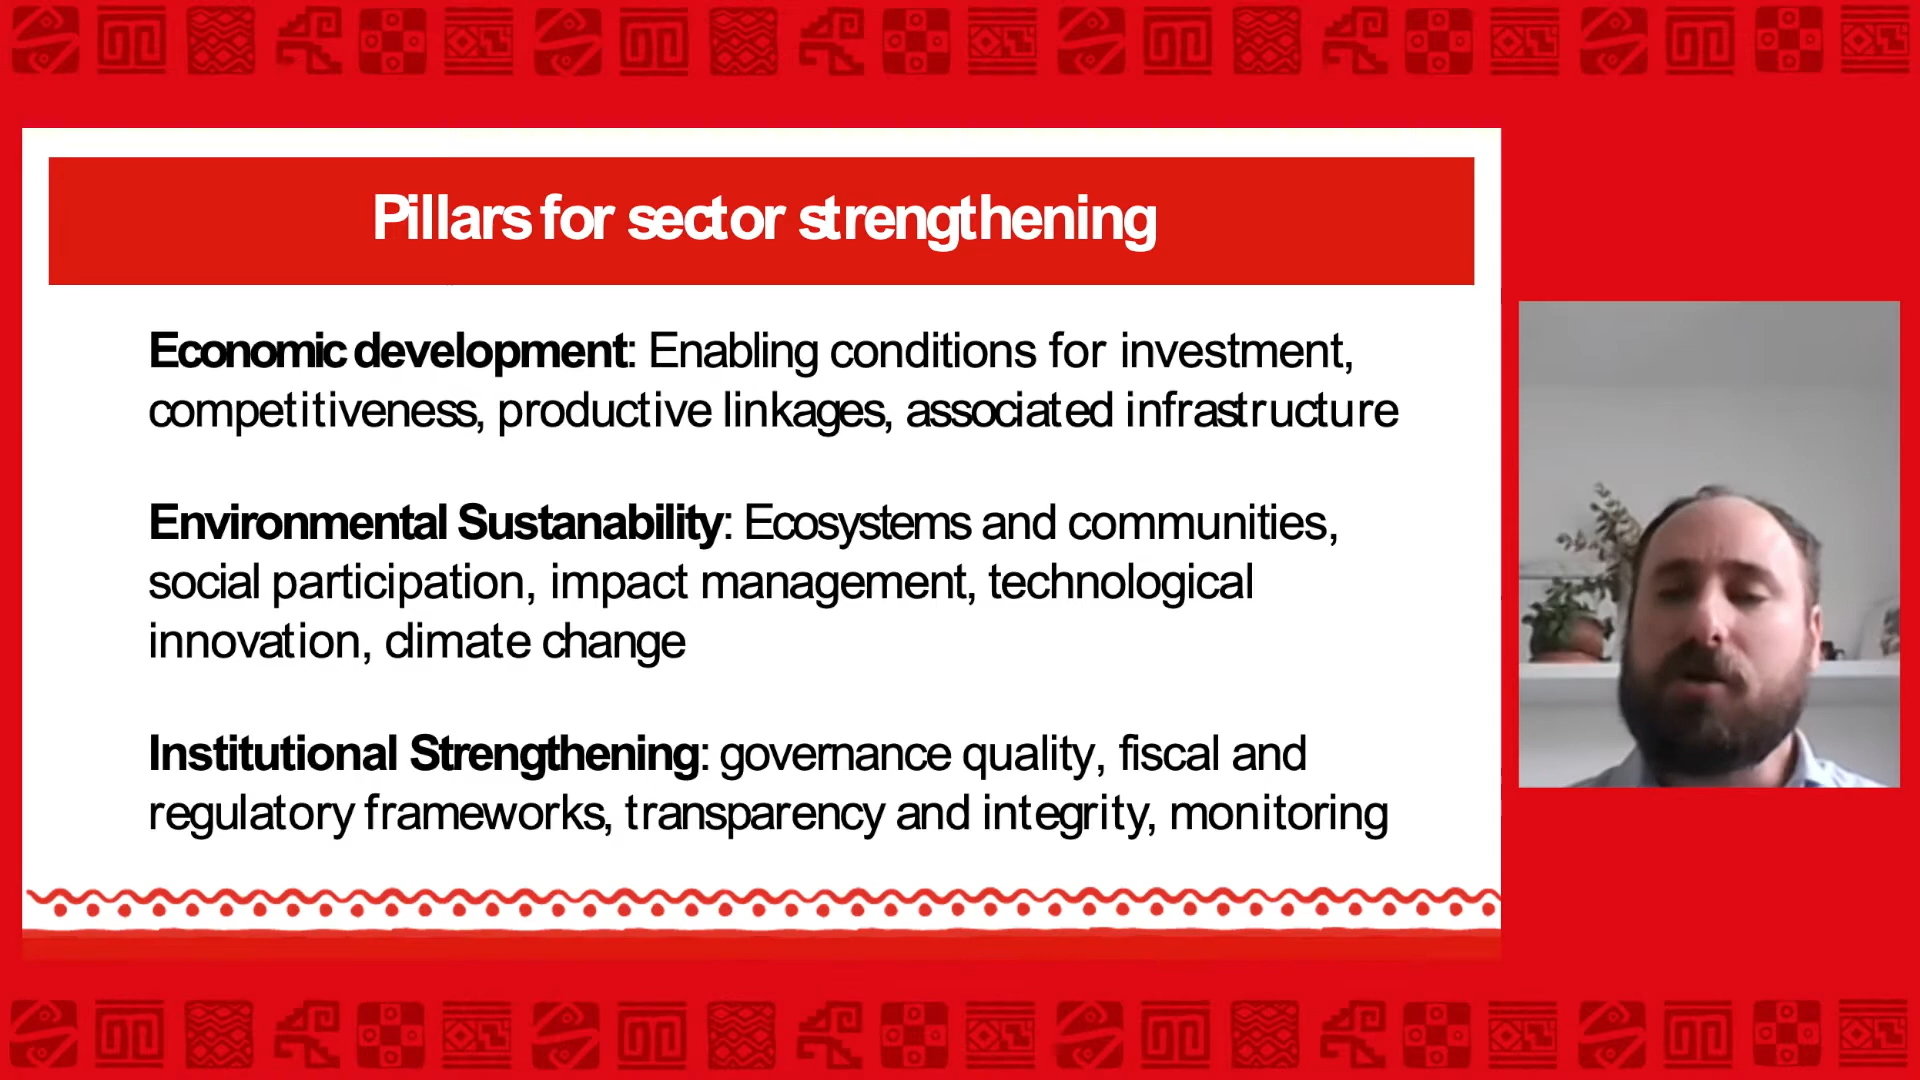 Pillars for sector strengthening
Economic development: Enabling conditions for investment,
competitiveness, productive linkages, associated infrastructure
Environmental Sustanability: Ecosystems and communities,
social participation, impact management, technological
innovation, climate change
Institutional Strengthening: governance quality, fiscal and
regulatory frameworks, transparency and integrity, monitoring